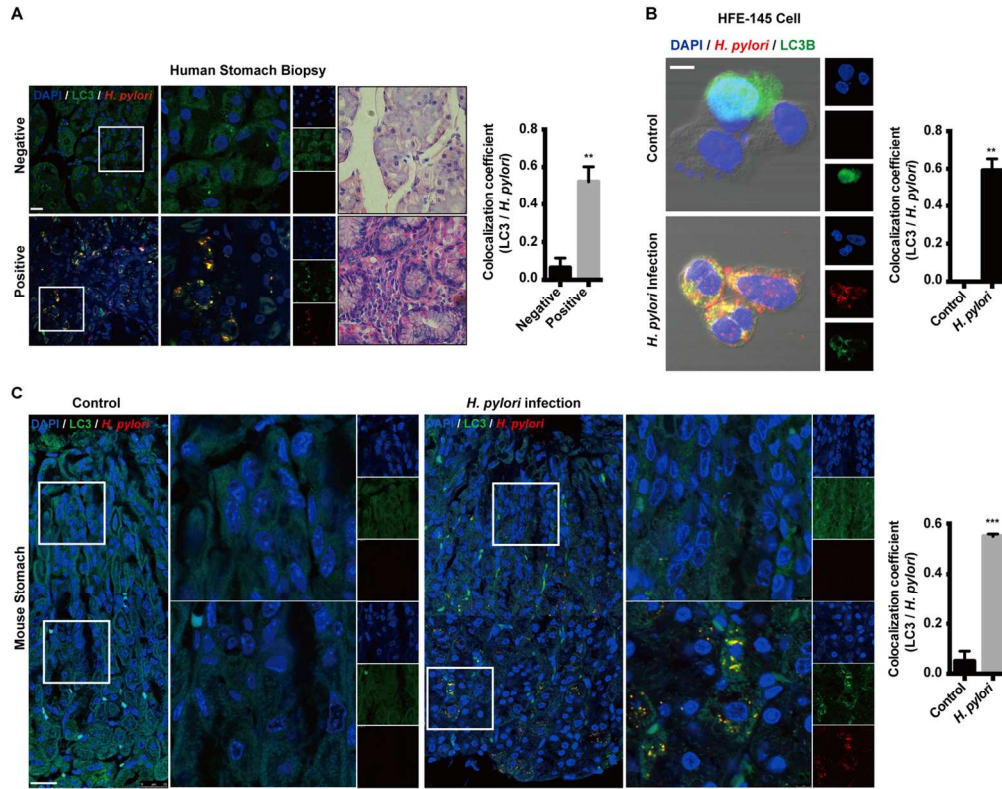 A
Human Stomach Biopsy
DAPI / LC3 / H. pylori
Negative
Positive
Colocalization coefficient
(LC3 / H. pylori)
0.8
0.6
0.4
0.2
0.0
**
Negative
Positive
B
HFE-145 Cell
DAPI / H. pylori / LC3B
Control
H. pylori Infection
Colocalization coefficient
(LC3 / H. pylori)
0.8
0.6
0.4
0.2
0.0
**
Control
H. pylori
C
Control
H. pylori infection
DAPI / LC3 / H. pylori
DAPI / LC3 / H. pylori
Mouse Stomach
Colocalization coefficient
(LC3 / H. pylori)
0.6
0.4
0.2
0.0
***
Control
H. pylori